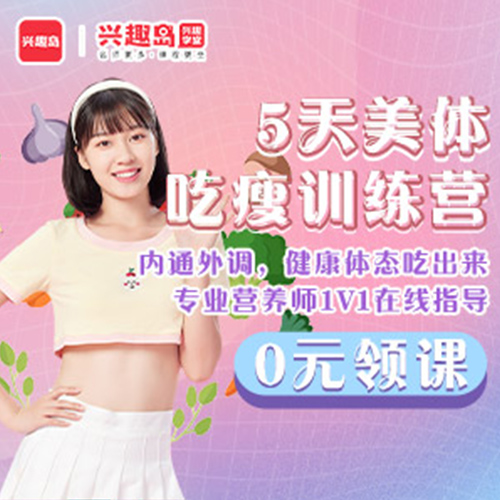 兴趣岛
兴趣岛
兴趣
学堂
5天美体
吃瘦训练营
内通外调，健康体态吃出来
专业营养师1V1在线指导
0元领课